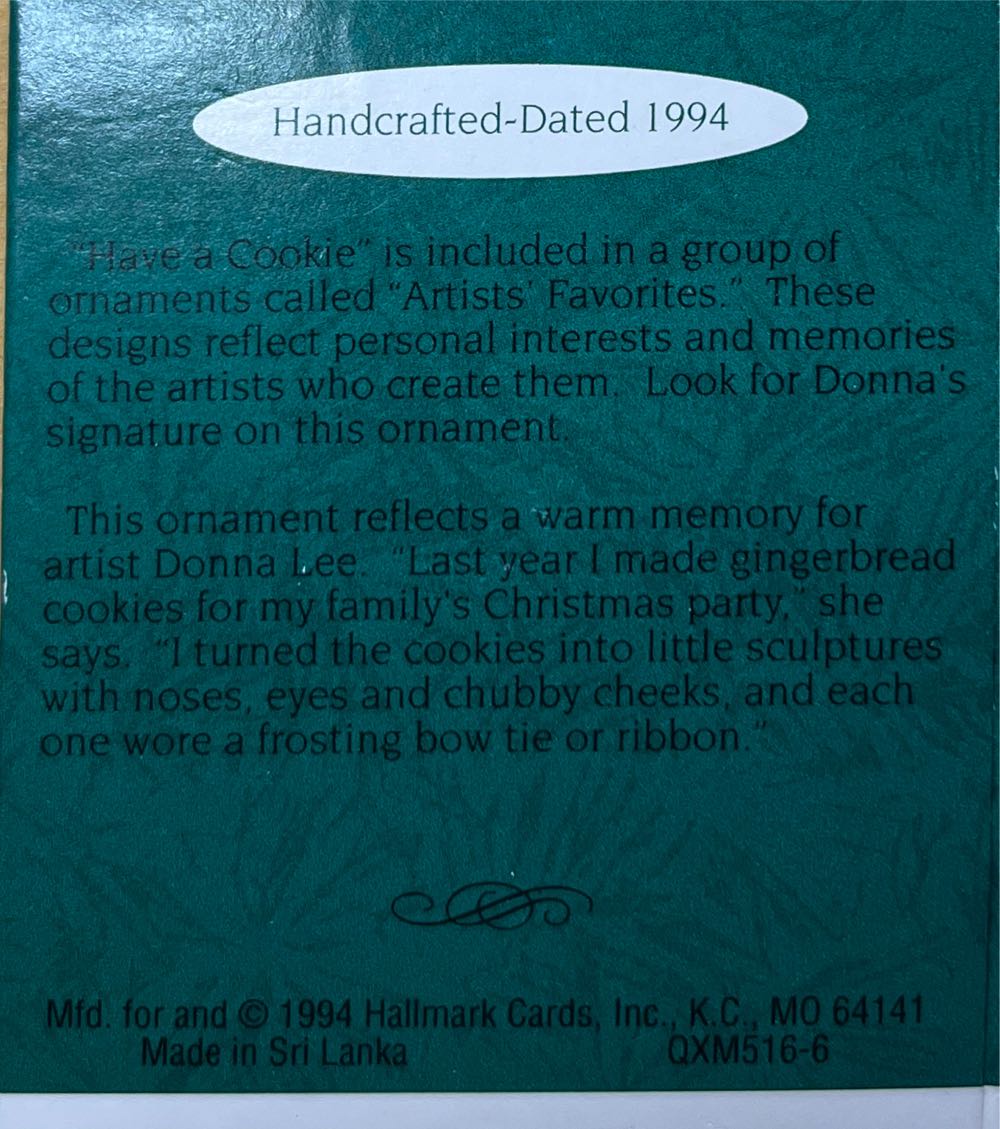 Handcrafted-Dated 1994
"Have a Cookie" is included in a group of
ornaments called "Artists' Favorites." These
designs reflect personal interests and memories
of the artists who create them. Look for Donna's
signature on this ornament.
This ornament reflects a warm memory for
artist Donna Lee. "Last year I made gingerbread
cookies for my family's Christmas party," she
says. "I turned the cookies into little sculptures
with noses, eyes and chubby cheeks, and each
one wore a frosting bow tie or ribbon."
Mfd. for and © 1994 Hallmark Cards, Inc., K.C., MO 64141
Made in Sri Lanka QXM516-6